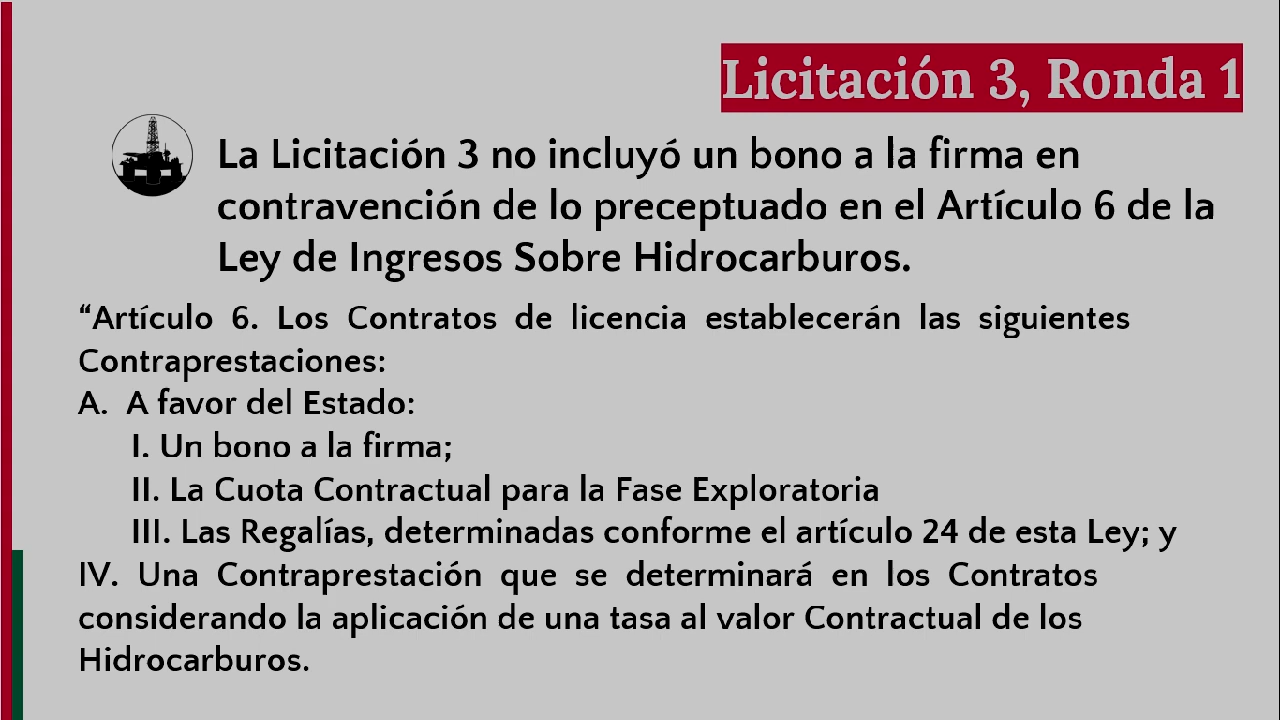 Licitación 3, Ronda 1
La Licitación 3 no incluyó un bono a la firma en
contravención de lo preceptuado en el Artículo 6 de la
Ley de Ingresos Sobre Hidrocarburos.
“Artículo 6. Los Contratos de licencia establecerán las siguientes
Contraprestaciones:
A. A favor del Estado:
I. Un bono a la firma;
II. La Cuota Contractual para la Fase Exploratoria
III. Las Regalías, determinadas conforme el artículo 24 de esta Ley; y
IV. Una Contraprestación que se determinará en los Contratos
considerando la aplicación de una tasa al valor Contractual de los
Hidrocarburos.